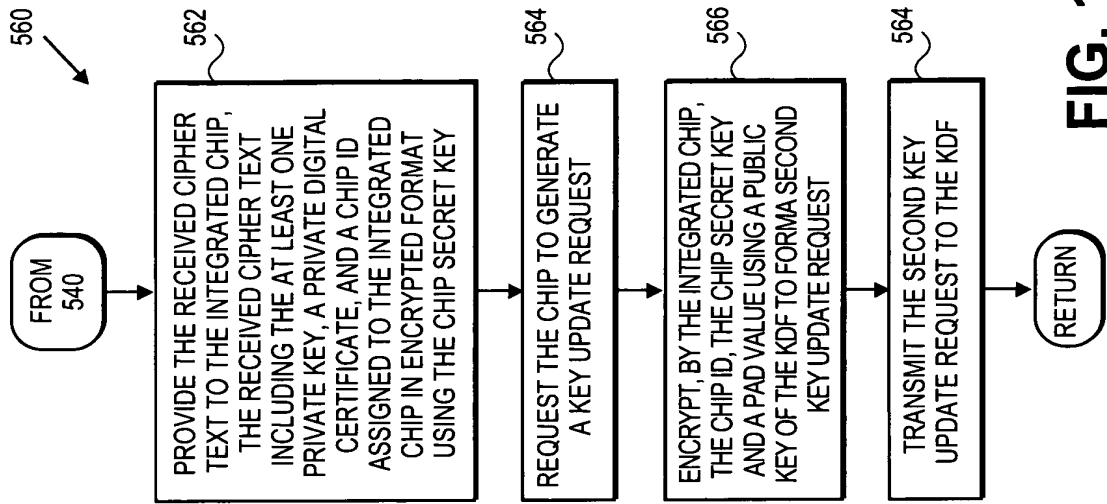 560
FROM
540
562
PROVIDE THE RECEIVED CIPHER
TEXT TO THE INTEGRATED CHIP,
THE RECEIVED CIPHER TEXT
INCLUDING THE AT LEAST ONE
PRIVATE KEY, A PRIVATE DIGITAL
CERTIFICATE, AND A CHIP ID
ASSIGNED TO THE INTEGRATED
CHIP IN ENCRYPTED FORMAT
USING THE CHIP SECRET KEY
564
REQUEST THE CHIP TO GENERATE
A KEY UPDATE REQUEST
566
ENCRYPT, BY THE INTEGRATED CHIP,
THE CHIP ID, THE CHIP SECRET KEY
AND A PAD VALUE USING A PUBLIC
KEY OF THE KDF TO FORMA SECOND
KEY UPDATE REQUEST
564
TRANSMIT THE SECOND KEY
UPDATE REQUEST TO THE KDF
RETURN
FIG.